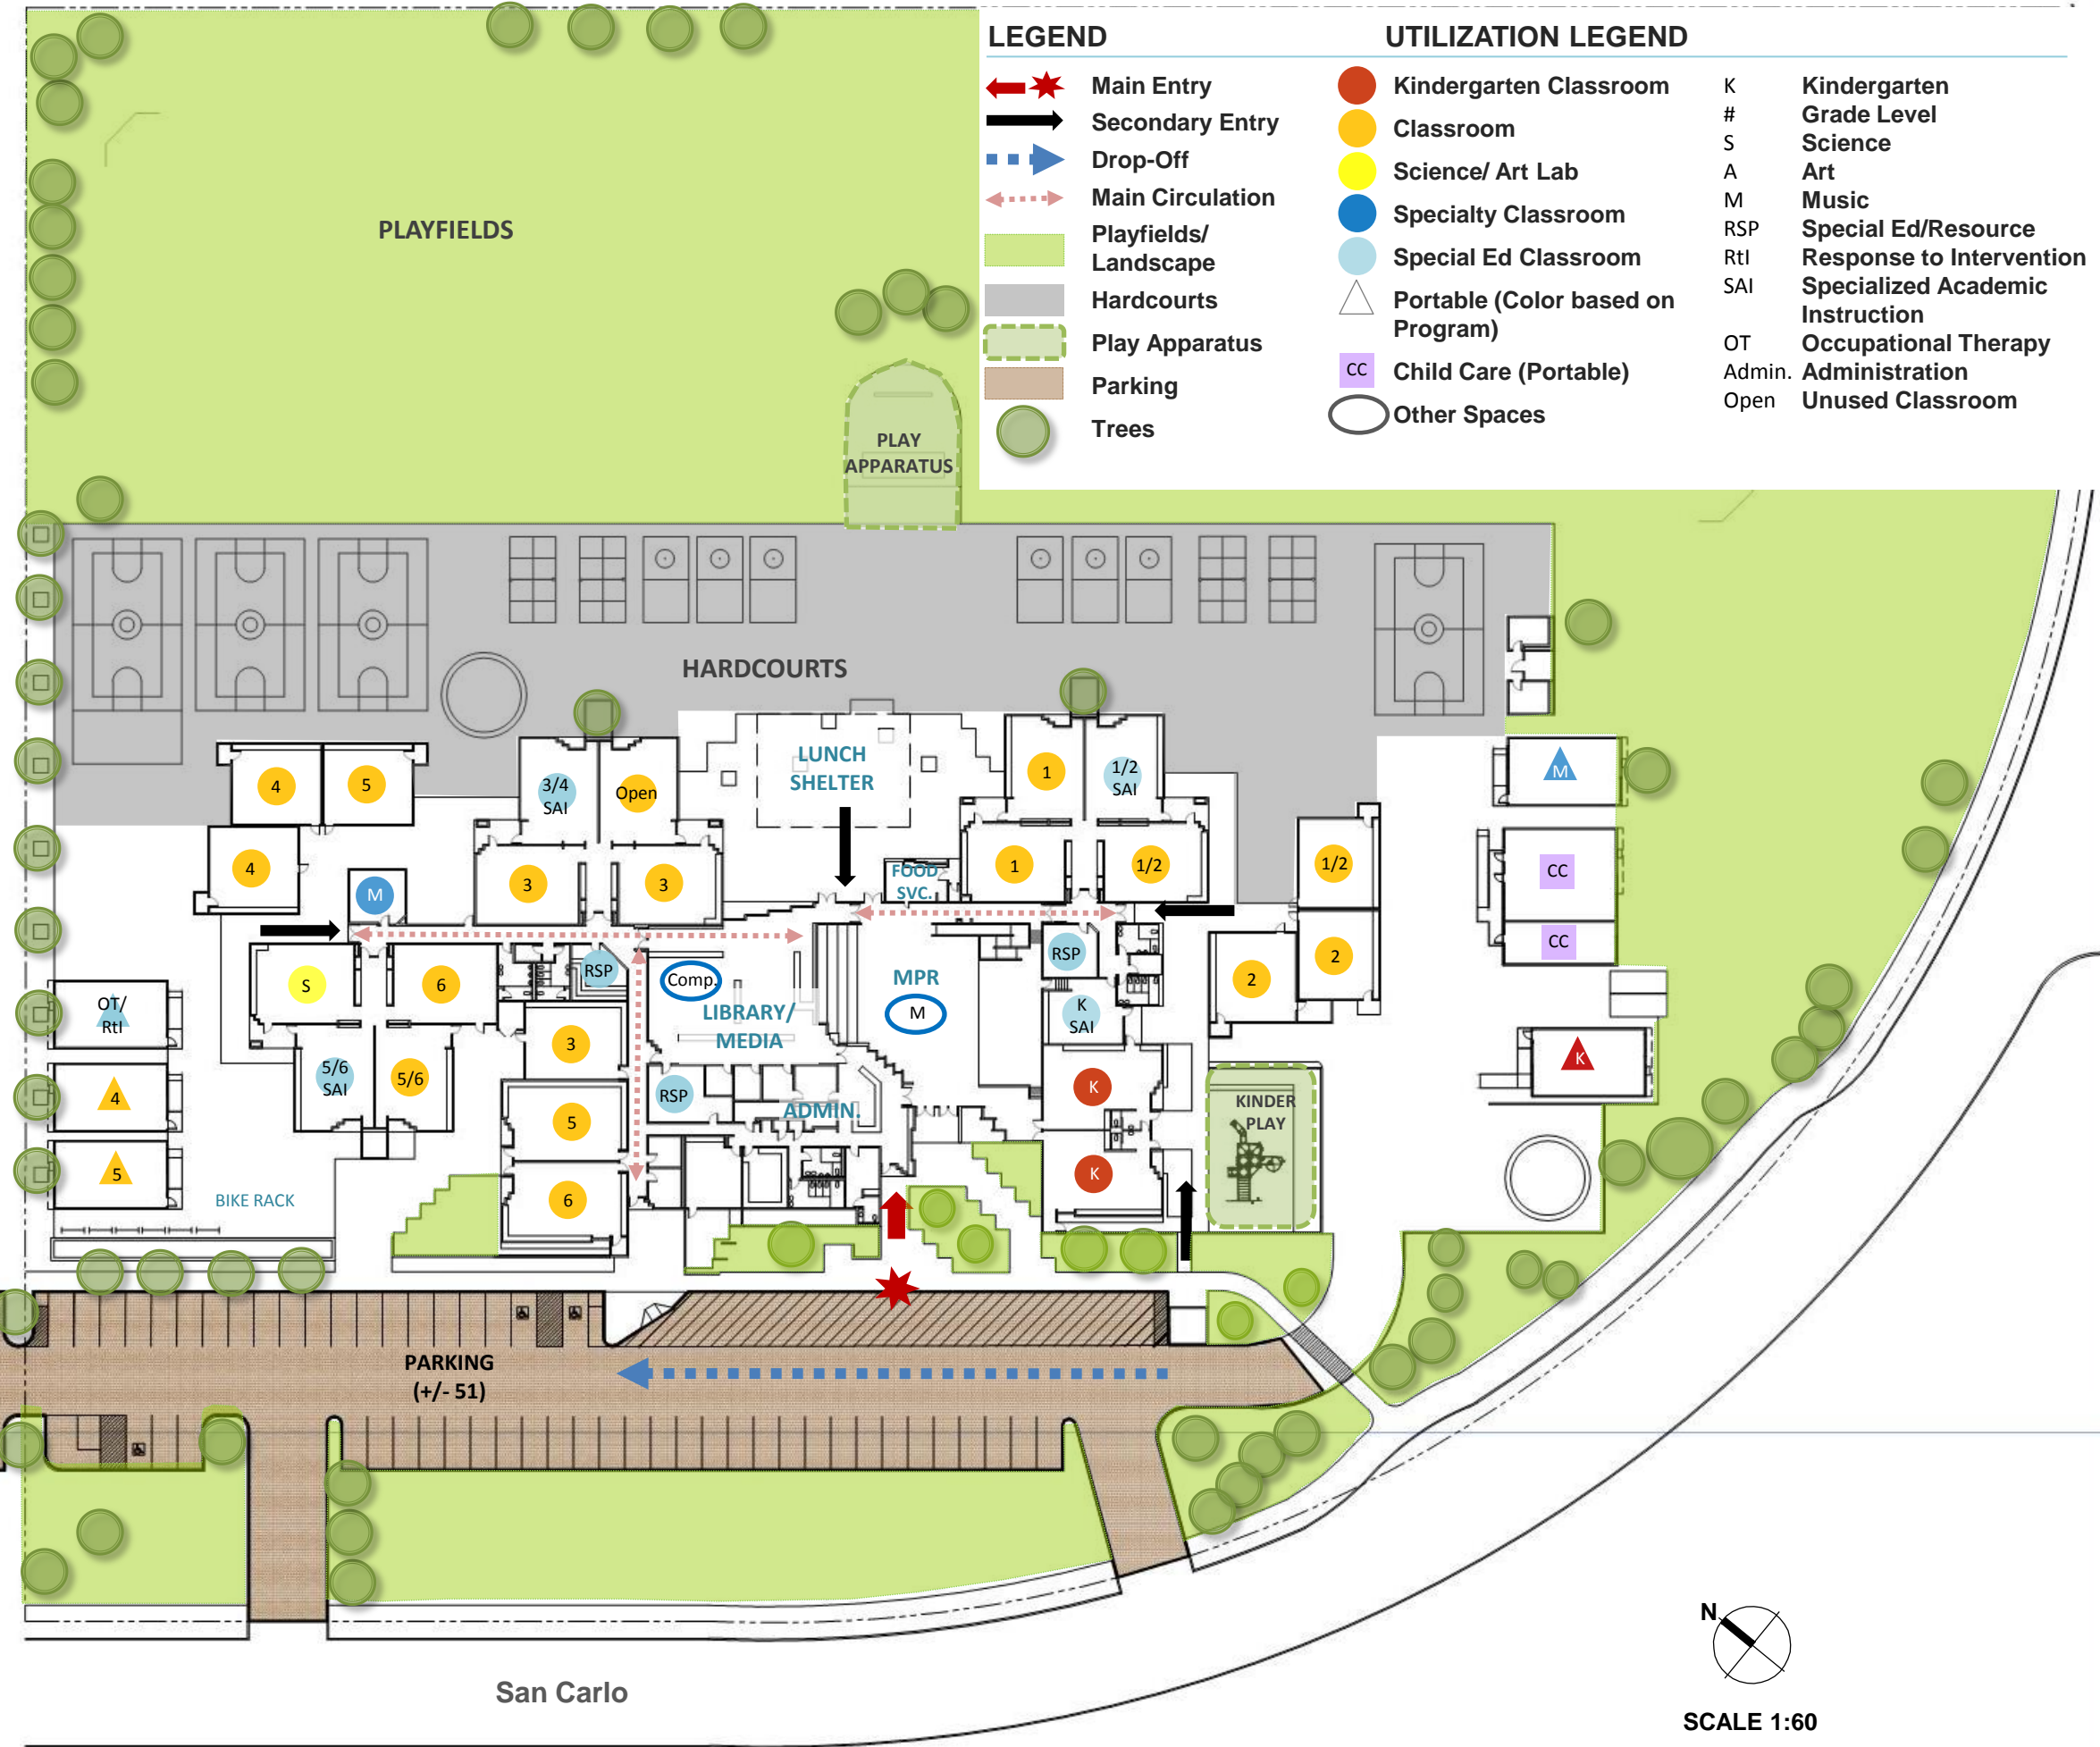 LEGEND
Main Entry
Secondary Entry
Drop-Off
Main Circulation
Playfields/
Landscape
Hardcourts
Play Apparatus
Parking
Trees
UTILIZATION LEGEND
Kindergarten Classroom
Classroom
Science/ Art Lab
Specialty Classroom
Special Ed Classroom
Portable (Color based on
Program)
CC Child Care (Portable)
Other Spaces
K Kindergarten
# Grade Level
S Science
A Art
M Music
RSP Special Ed/Resource
RtI Response to Intervention
SAI Specialized Academic
Instruction
OT Occupational Therapy
Admin. Administration
Open Unused Classroom
PLAYFIELDS
PLAY
APPARATUS
HARDCOURTS
LUNCH
SHELTER
4
5
3/4
SAI
Open
1
1/2
SAI
M
4
M
3
3
FOOD
SVC.
1
1/2
1/2
CC
CC
S
6
RSP
Comp.
LIBRARY/
MEDIA
MPR
M
RSP
K
SAI
2
2
OT/
RtI
3
5/6
SAI
5/6
4
5
RSP
ADMIN.
K
K
KINDER
PLAY
K
5
6
BIKE RACK
PARKING
(+/- 51)
San Carlo
N
SCALE 1:60